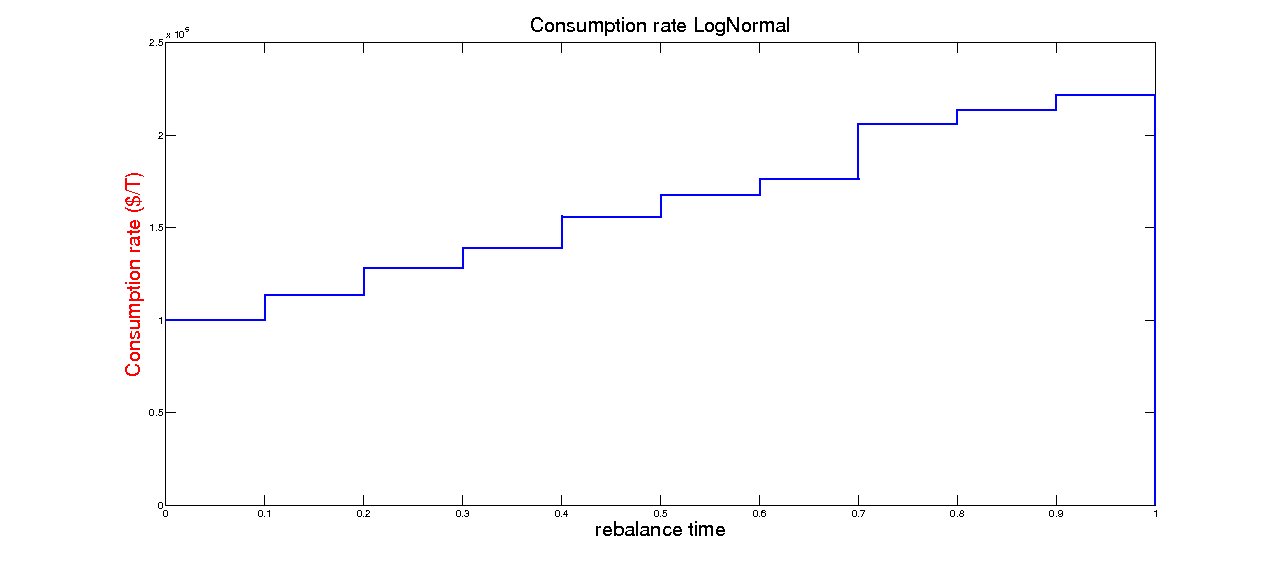 Consumption rate LogNormal
x 10^5
2.5
2
1.5
1
0.5
0
Consumption rate ($/T)
0 0.1 0.2 0.3 0.4 0.5 0.6 0.7 0.8 0.9 1
rebalance time